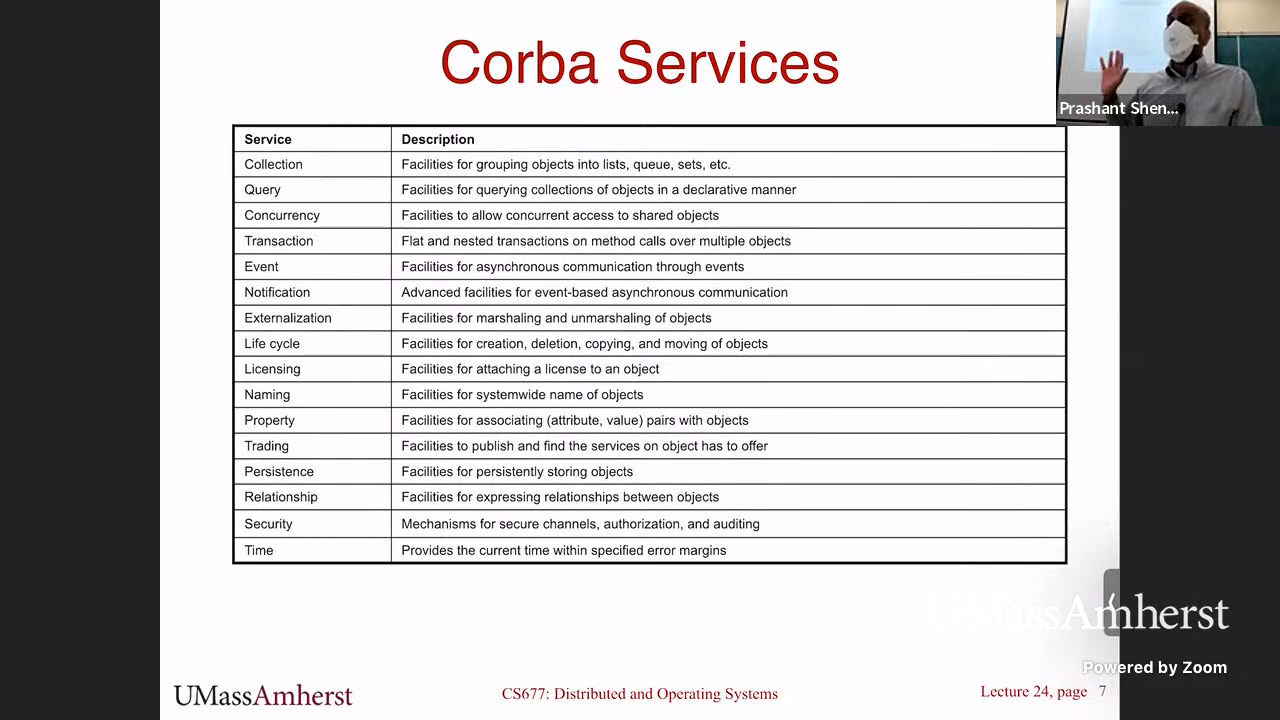 Corba Services
Prashant Shen...
Service Description
Collection Facilities for grouping objects into lists, queue, sets, etc.
Query Facilities for querying collections of objects in a declarative manner
Concurrency Facilities to allow concurrent access to shared objects
Transaction Flat and nested transactions on method calls over multiple objects
Event Facilities for asynchronous communication through events
Notification Advanced facilities for event-based asynchronous communication
Externalization Facilities for marshaling and unmarshaling of objects
Life cycle Facilities for creation, deletion, copying, and moving of objects
Licensing Facilities for attaching a license to an object
Naming Facilities for systemwide name of objects
Property Facilities for associating (attribute, value) pairs with objects
Trading Facilities to publish and find the services on object has to offer
Persistence Facilities for persistently storing objects
Relationship Facilities for expressing relationships between objects
Security Mechanisms for secure channels, authorization, and auditing
Time Provides the current time within specified error margins
UMassAmherst
Powered by Zoom
UMassAmherst CS677: Distributed and Operating Systems Lecture 24, page 7